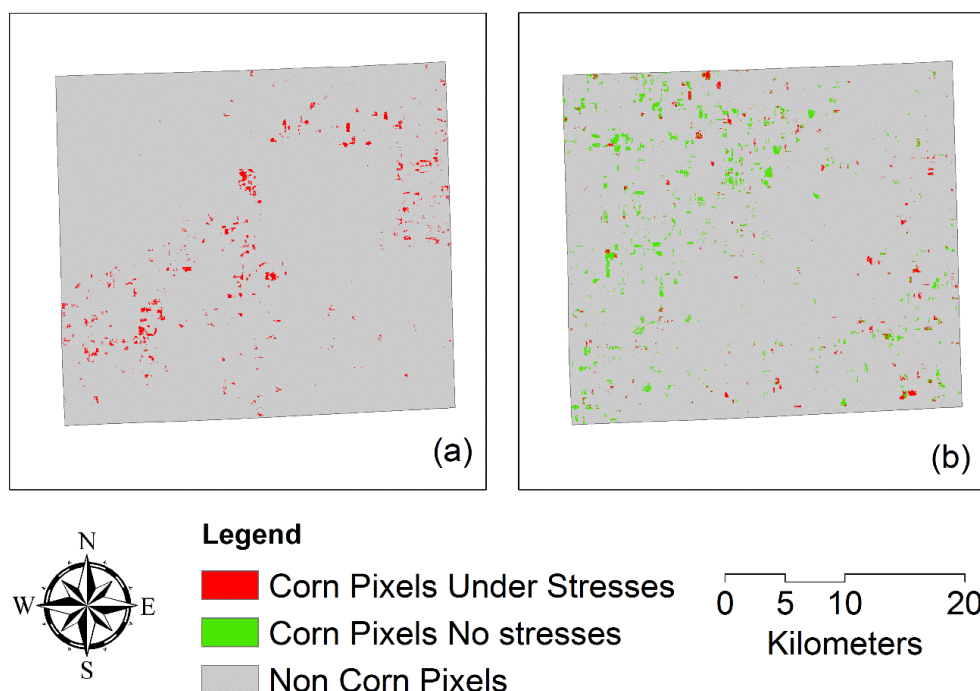 (a)
(b)
N
W E
S
Legend
Corn Pixels Under Stresses
Corn Pixels No stresses
Non Corn Pixels
0 5 10 20
Kilometers